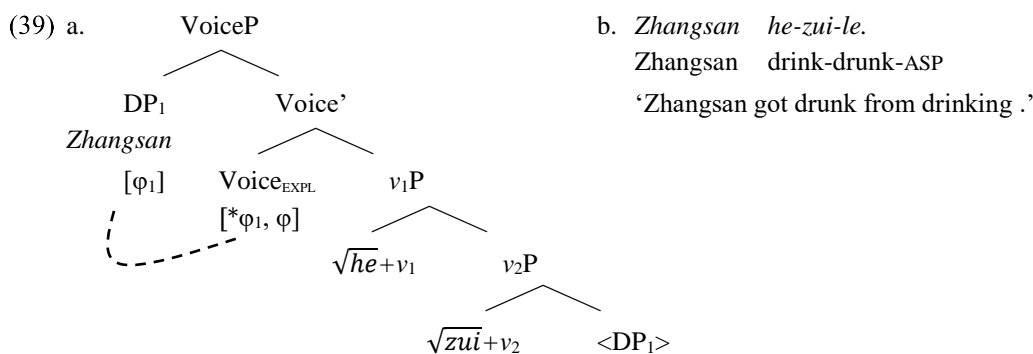 (39) a. VoiceP b. Zhangsan he-zui-le.
Zhangsan drink-drunk-ASP
DP₁ Voice’ ‘Zhangsan got drunk from drinking .’
Zhangsan
[φ₁] VoiceEXPL v₁P
[*φ₁, φ]
√he+v₁ v₂P
√zui+v₂ <DP₁>